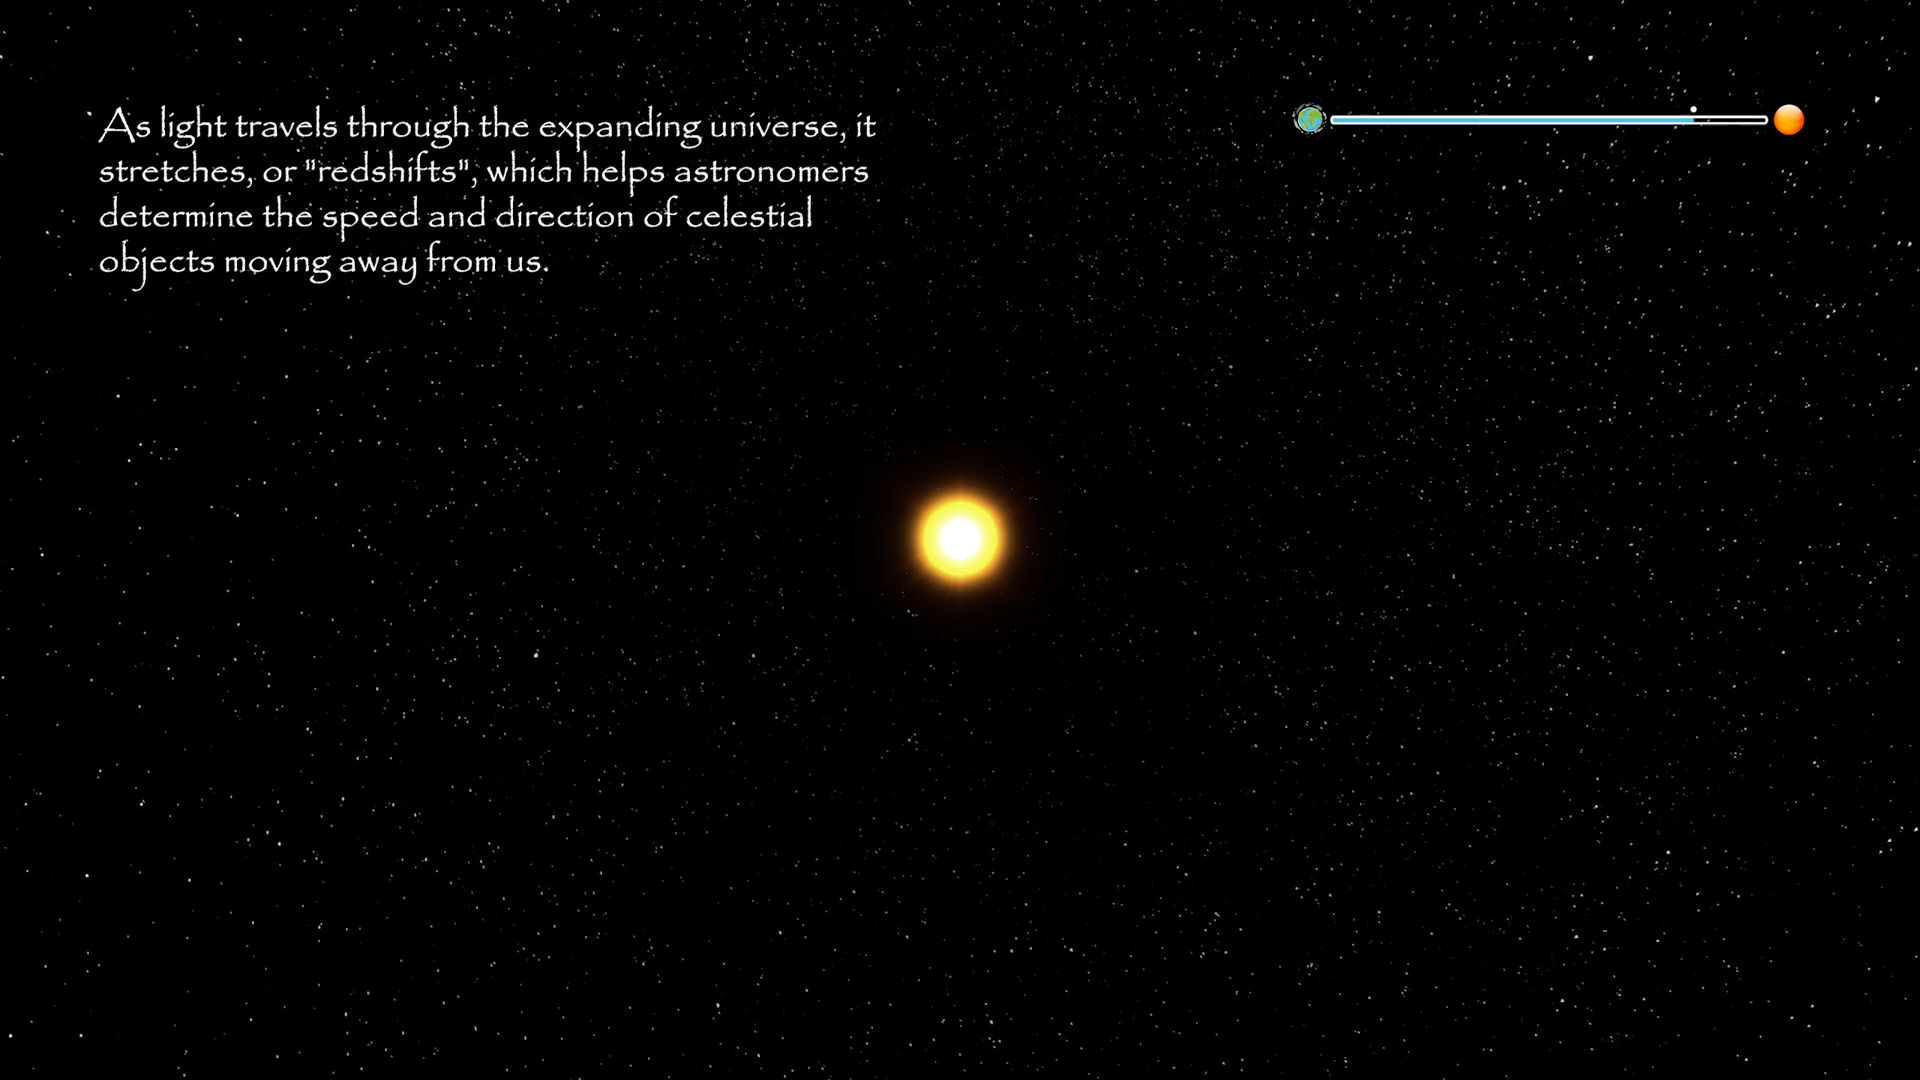 As light travels through the expanding universe, it
stretches, or "redshifts", which helps astronomers
determine the speed and direction of celestial
objects moving away from us.